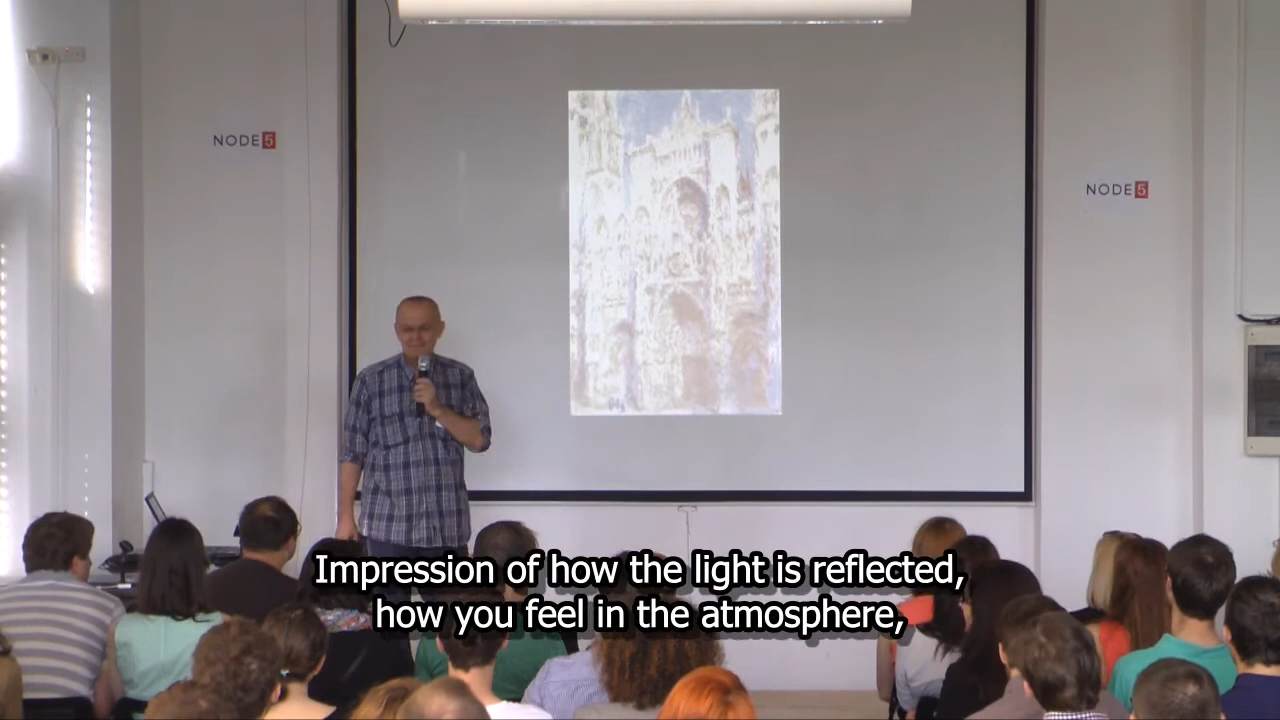 NODE5
NODE5
Impression of how the light is reflected,
how you feel in the atmosphere,